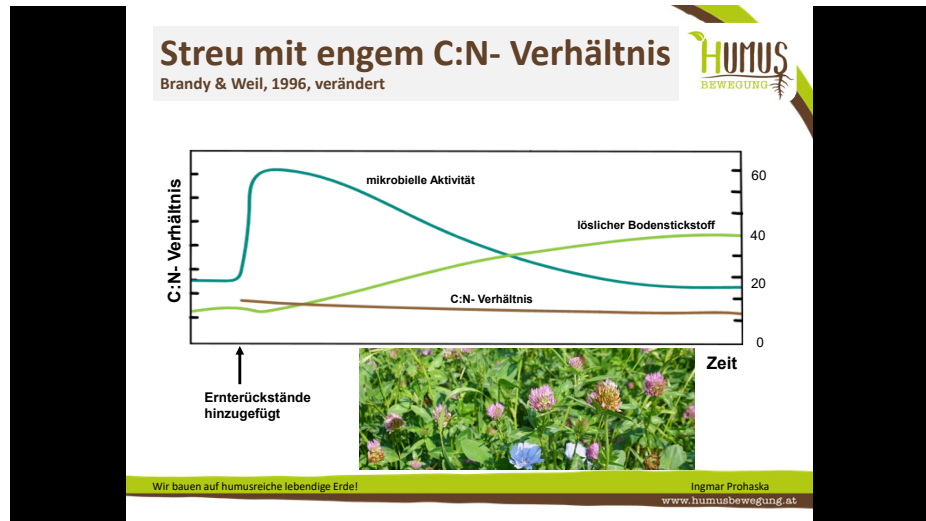 Streu mit engem C:N- Verhältnis
Brandy & Weil, 1996, verändert
HUMUS
BEWEGUNG
C:N- Verhältnis
mikrobielle Aktivität
löslicher Bodenstickstoff
C:N- Verhältnis
60
40
20
0
Zeit
Ernterückstände
hinzugefügt
Wir bauen auf humusreiche lebendige Erde!
Ingmar Prohaska
www.humusbewegung.at